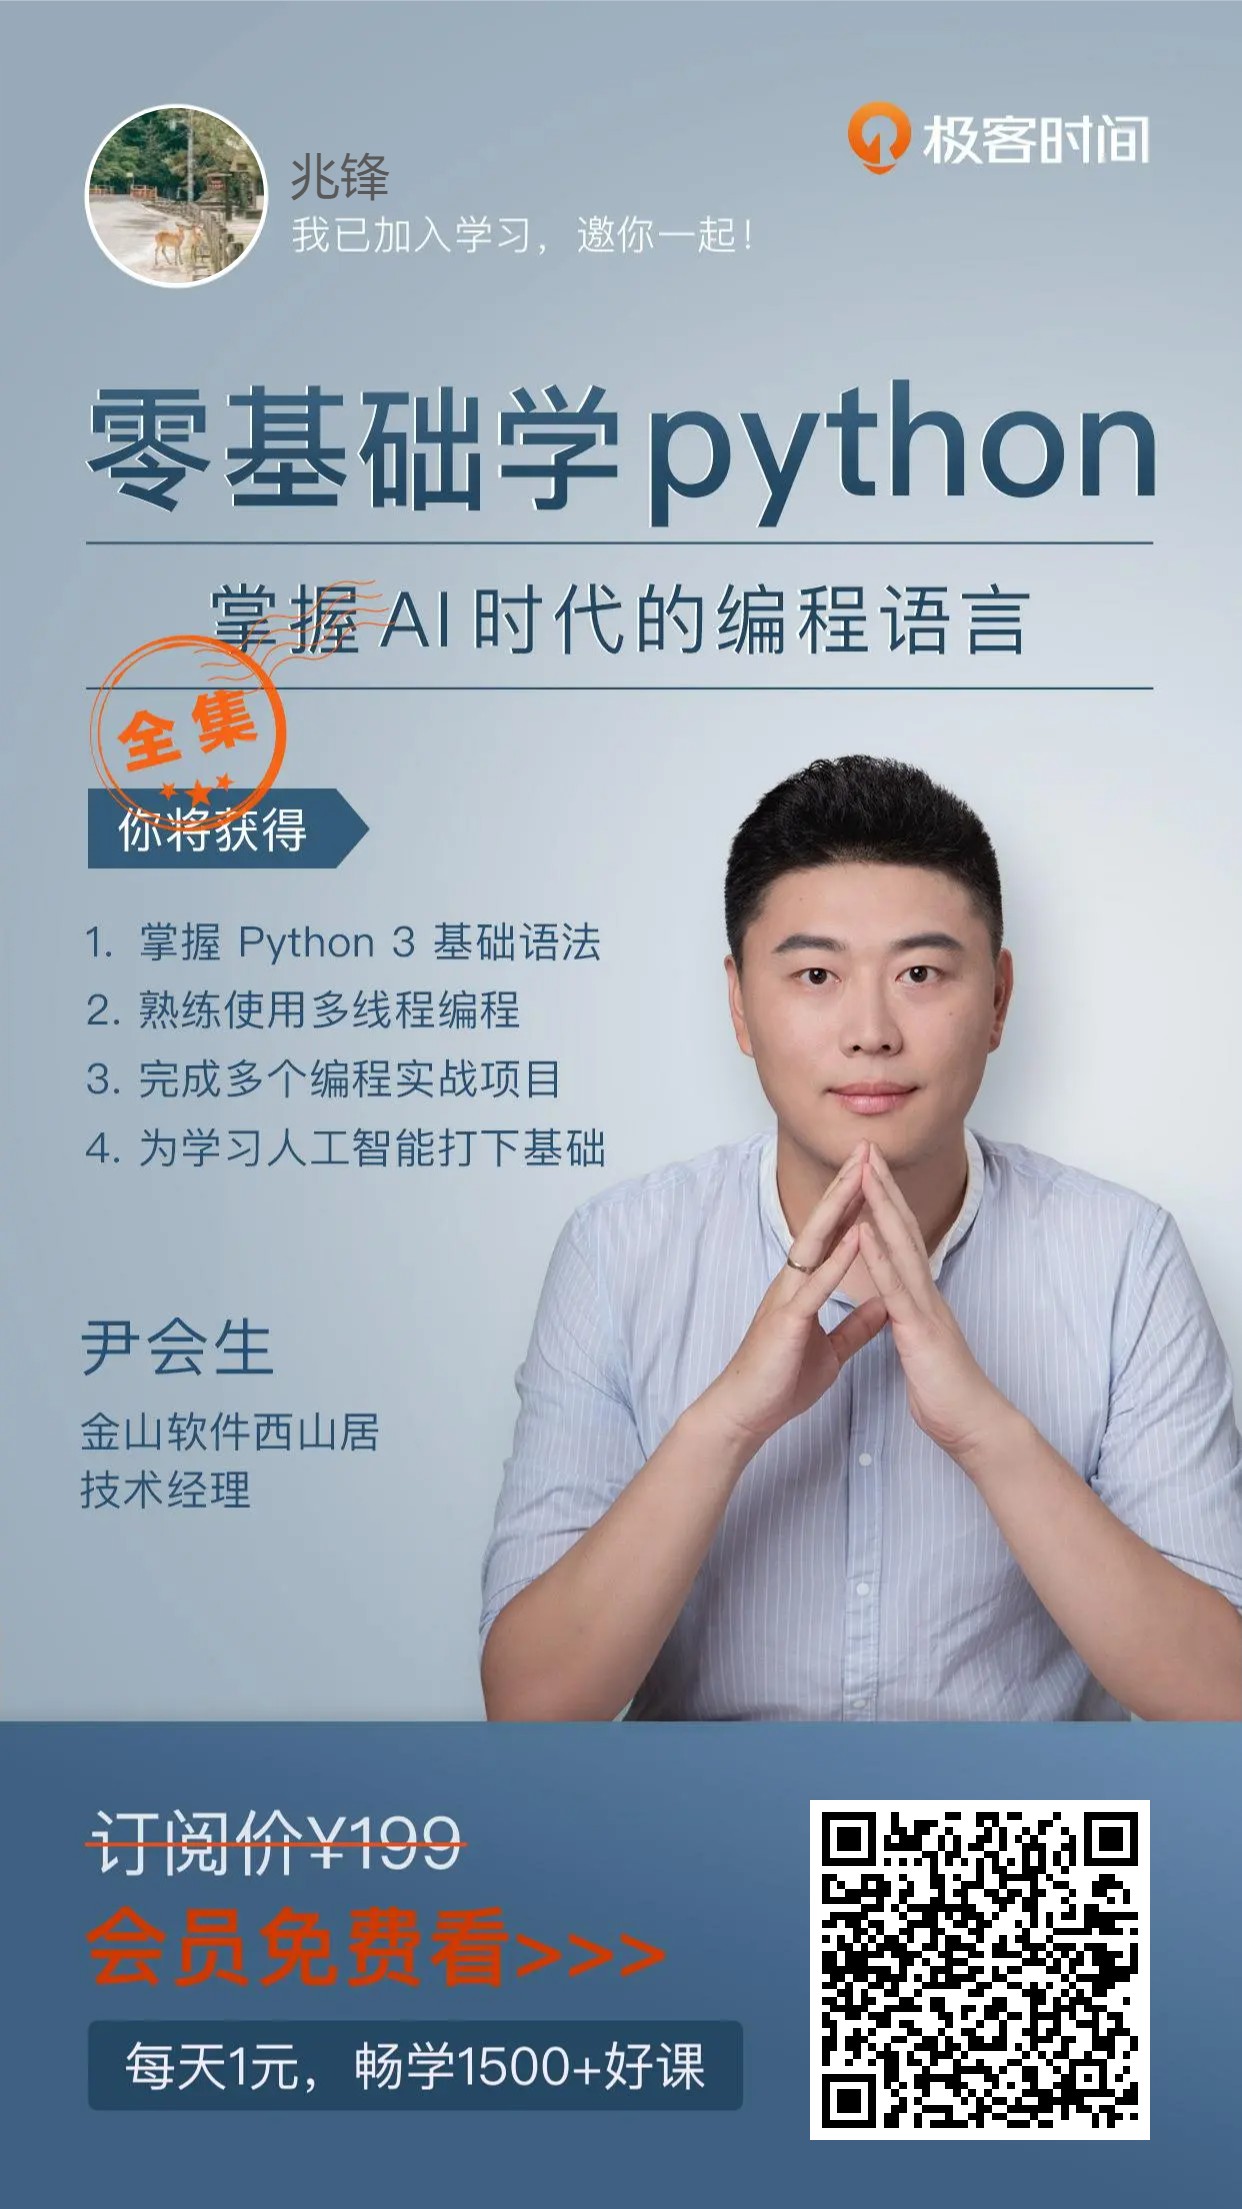 极客时间
兆锋
我已加入学习，邀你一起！
零基础学python
掌握AI时代的编程语言
全集
你将获得
1. 掌握 Python 3 基础语法
2. 熟练使用多线程编程
3. 完成多个编程实战项目
4. 为学习人工智能打下基础
尹会生
金山软件西山居
技术经理
订阅价¥199
会员免费看>>>
每天1元，畅学1500+好课